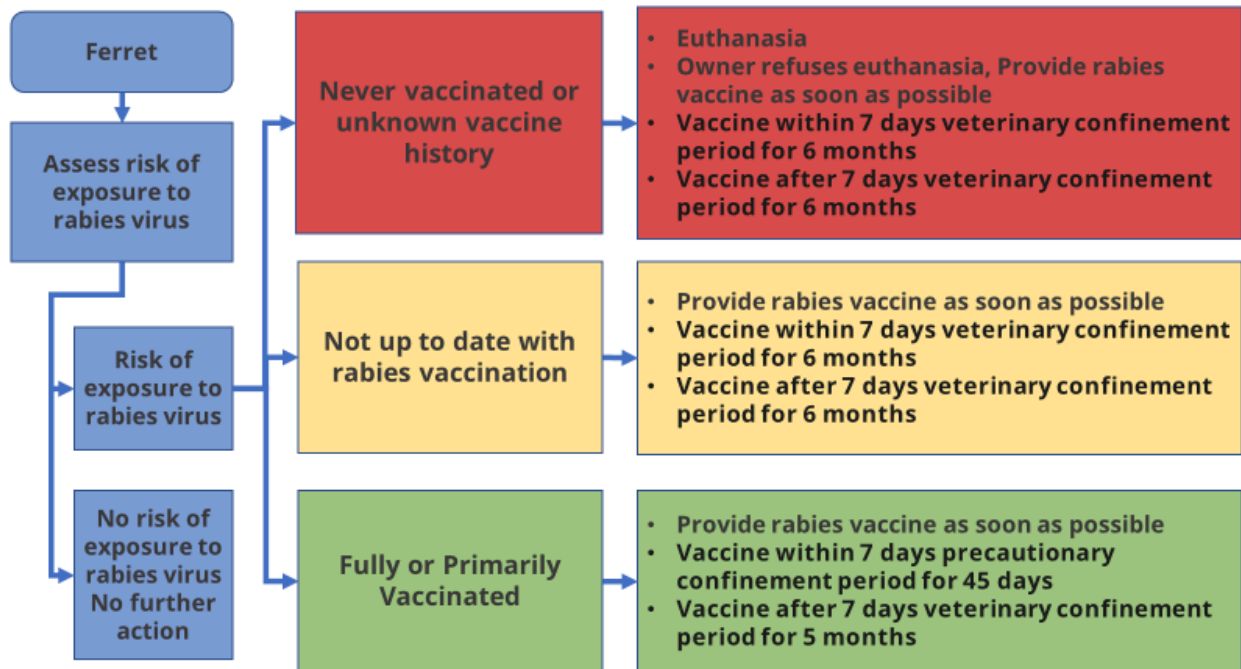 Ferret
Assess risk of
exposure to
rabies virus
Risk of
exposure to
rabies virus
No risk of
exposure to
rabies virus
No further
action
Never vaccinated or
unknown vaccine
history
• Euthanasia
• Owner refuses euthanasia, Provide rabies
vaccine as soon as possible
• Vaccine within 7 days veterinary confinement
period for 6 months
• Vaccine after 7 days veterinary confinement
period for 6 months
Not up to date with
rabies vaccination
• Provide rabies vaccine as soon as possible
• Vaccine within 7 days veterinary confinement
period for 6 months
• Vaccine after 7 days veterinary confinement
period for 6 months
Fully or Primarily
Vaccinated
• Provide rabies vaccine as soon as possible
• Vaccine within 7 days precautionary
confinement period for 45 days
• Vaccine after 7 days veterinary confinement
period for 5 months